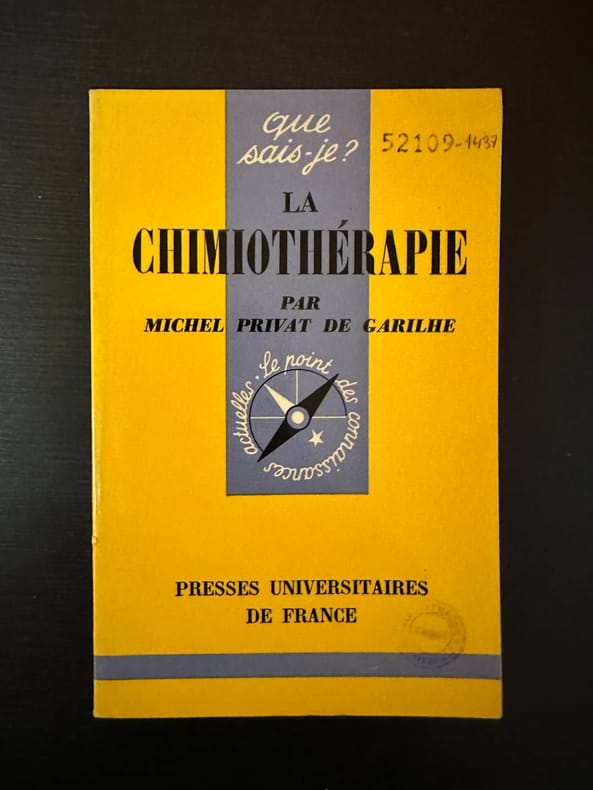 que
sais-je?
52109-1437
LA
CHIMIOTHÉRAPIE
PAR
MICHEL PRIVAT DE GARILHE
Le point des connaissances actuelles.
PRESSES UNIVERSITAIRES
DE FRANCE